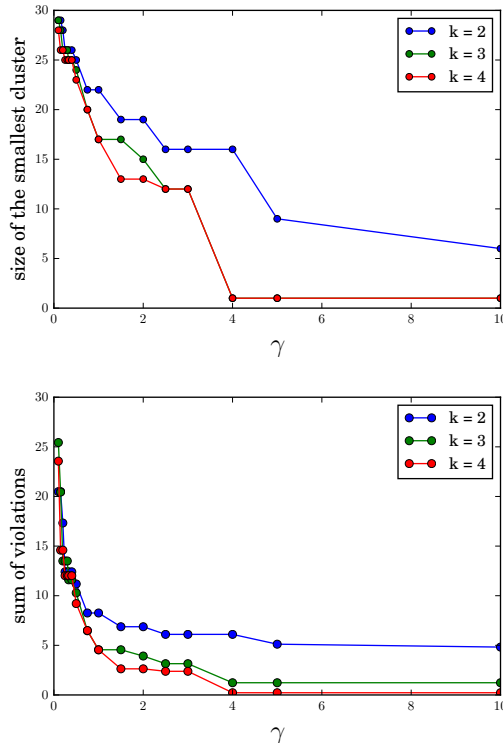 30
25
20
15
10
5
0
size of the smallest cluster
k = 2
k = 3
k = 4
0 2 4 6 8 10
γ
30
25
20
15
10
5
0
sum of violations
k = 2
k = 3
k = 4
0 2 4 6 8 10
γ